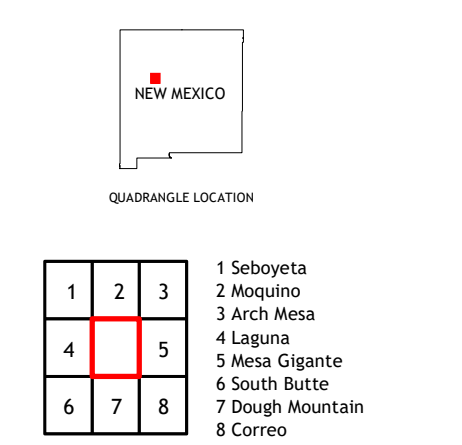 NEW MEXICO
QUADRANGLE LOCATION
1 2 3
4 5
6 7 8
1 Seboyeta
2 Moquino
3 Arch Mesa
4 Laguna
5 Mesa Gigante
6 South Butte
7 Dough Mountain
8 Correo